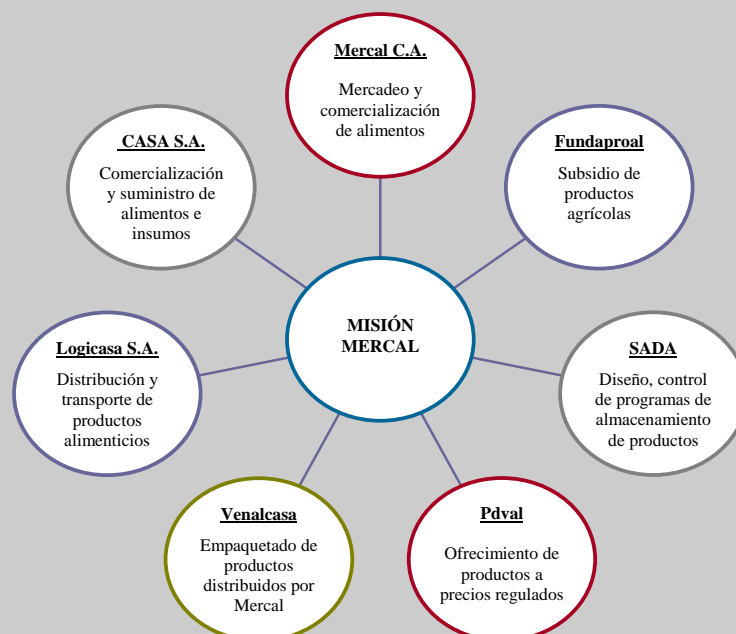 Mercal C.A.
Mercadeo y
comercialización
de alimentos
CASA S.A.
Comercialización
y suministro de
alimentos e
insumos
Fundaproal
Subsidio de
productos
agrícolas
MISIÓN
MERCAL
Logicasa S.A.
Distribución y
transporte de
productos
alimenticios
SADA
Diseño, control
de programas de
almacenamiento
de productos
Venalcasa
Empaquetado de
productos
distribuidos por
Mercal
Pdval
Ofrecimiento de
productos a
precios regulados